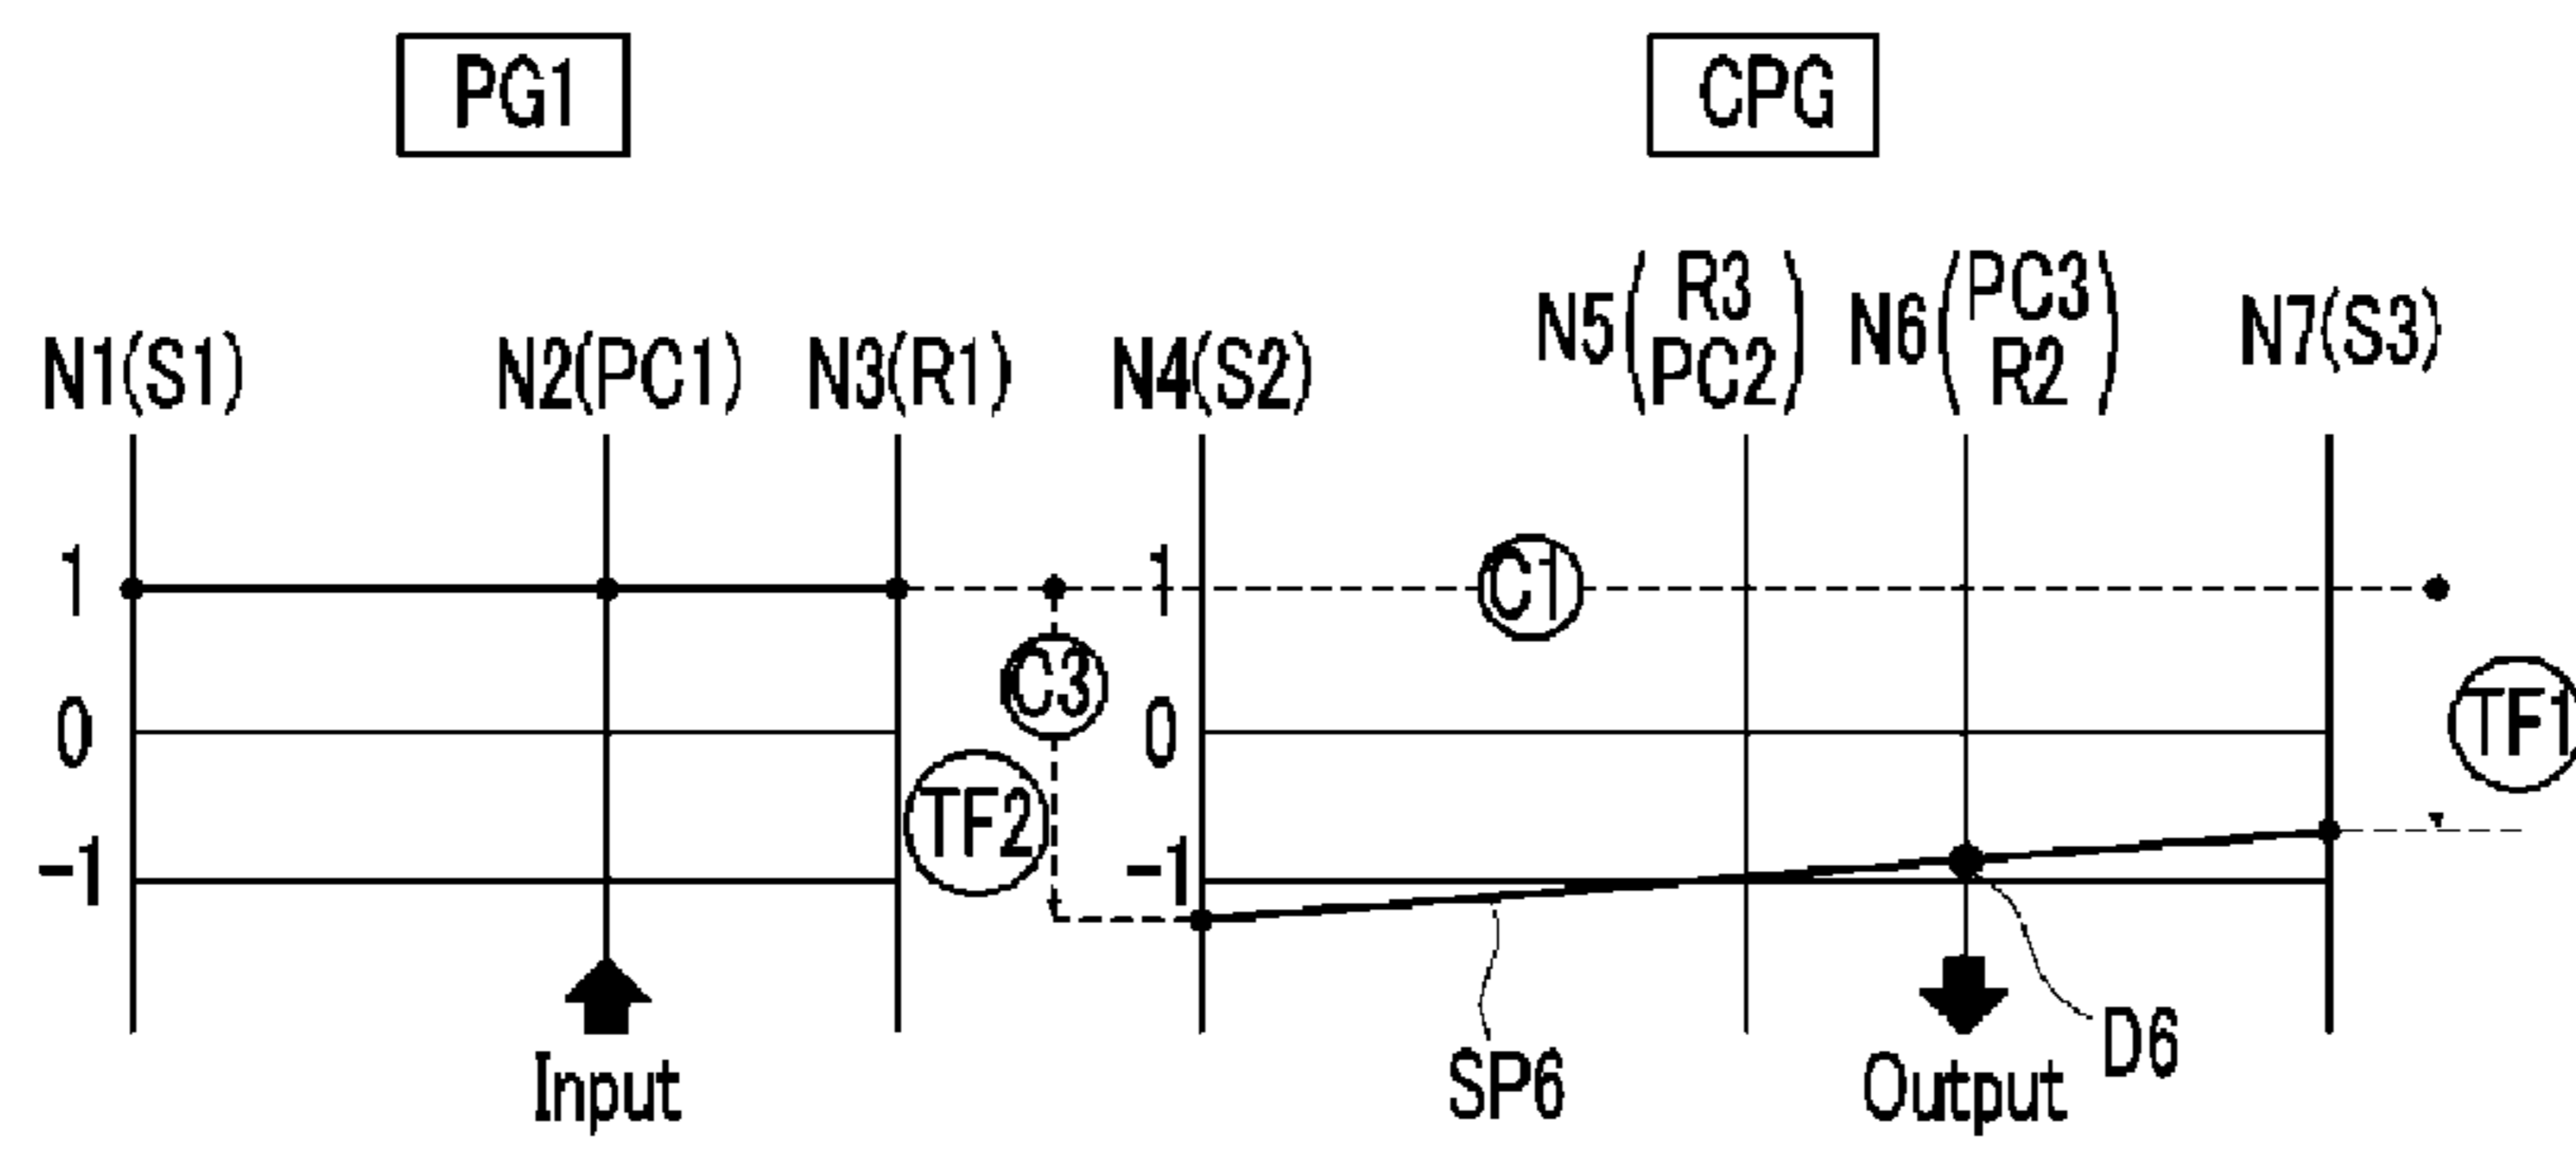 PG1 CPG
N1(S1) N2(PC1) N3(R1) N4(S2) N5(R3 PC2) N6(PC3 R2) N7(S3)
1 1 C1
C3
0 0 TF1
TF2
-1 -1
D6
Input SP6 Output